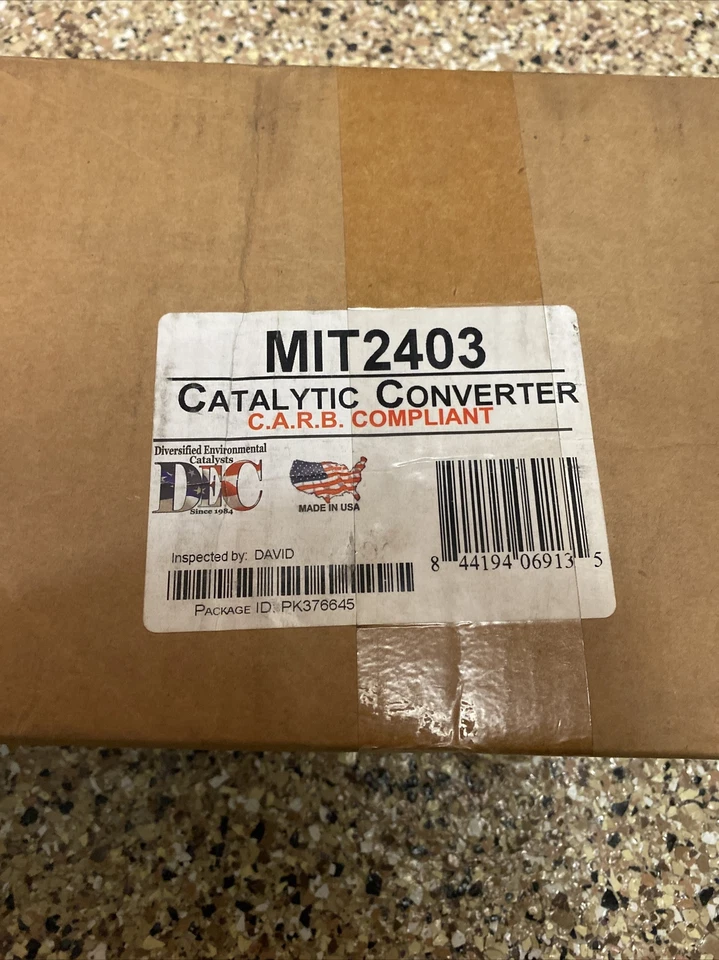 MIT2403
CATALYTIC CONVERTER
C.A.R.B. COMPLIANT
Diversified Environmental
Catalysts
DEC
Since 1984
MADE IN USA
8 44194 06913 5
Inspected by: DAVID
PACKAGE ID: PK376645